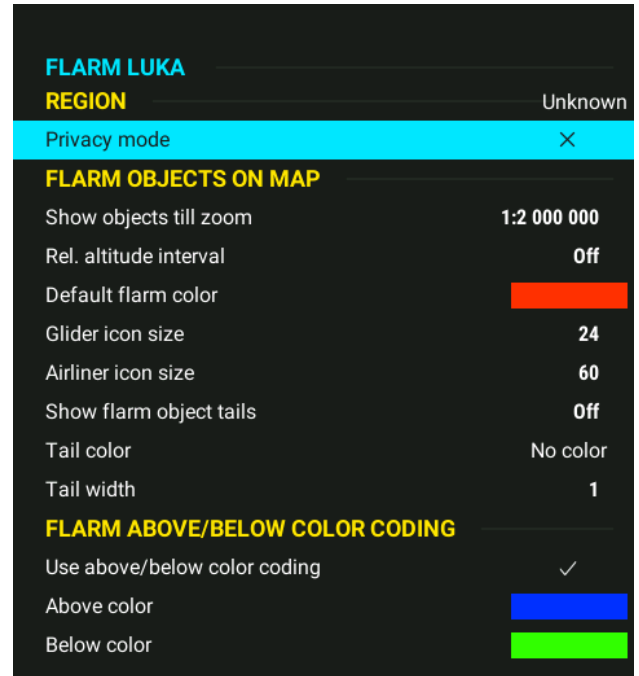 FLARM LUKA
REGION Unknown
Privacy mode
FLARM OBJECTS ON MAP
Show objects till zoom 1:2 000 000
Rel. altitude interval Off
Default flarm color
Glider icon size 24
Airliner icon size 60
Show flarm object tails Off
Tail color No color
Tail width 1
FLARM ABOVE/BELOW COLOR CODING
Use above/below color coding
Above color
Below color